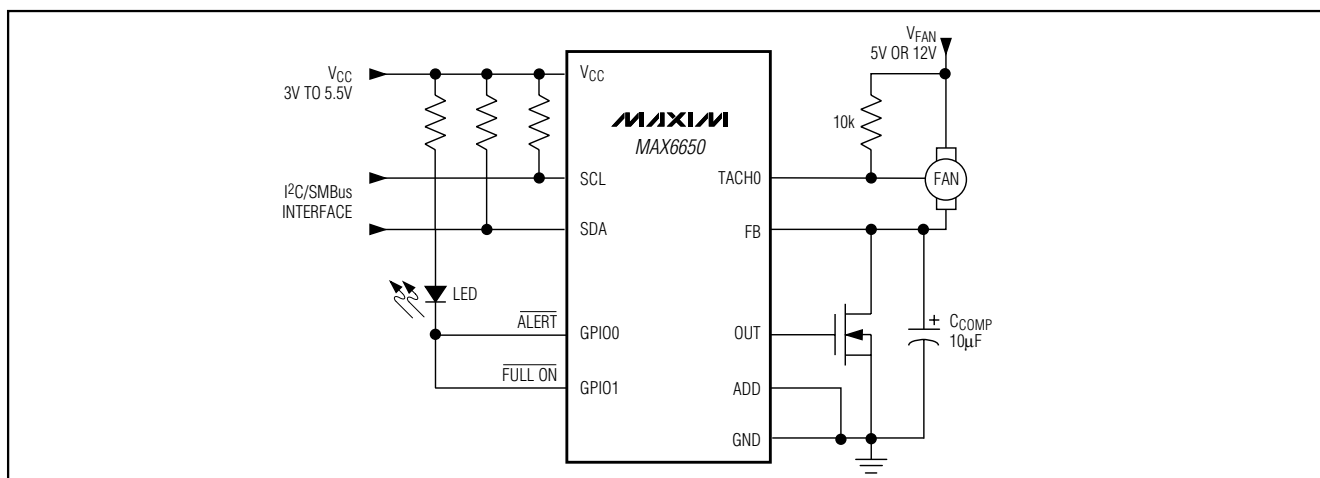 V_FAN
5V OR 12V
V_CC
3V TO 5.5V
V_CC
MAXIM
MAX6650
10k
SCL
TACH0
FAN
I²C/SMBus
INTERFACE
SDA
FB
LED
ALERT
GPIO0
OUT
+
C_COMP
10µF
FULL ON
GPIO1
ADD
GND